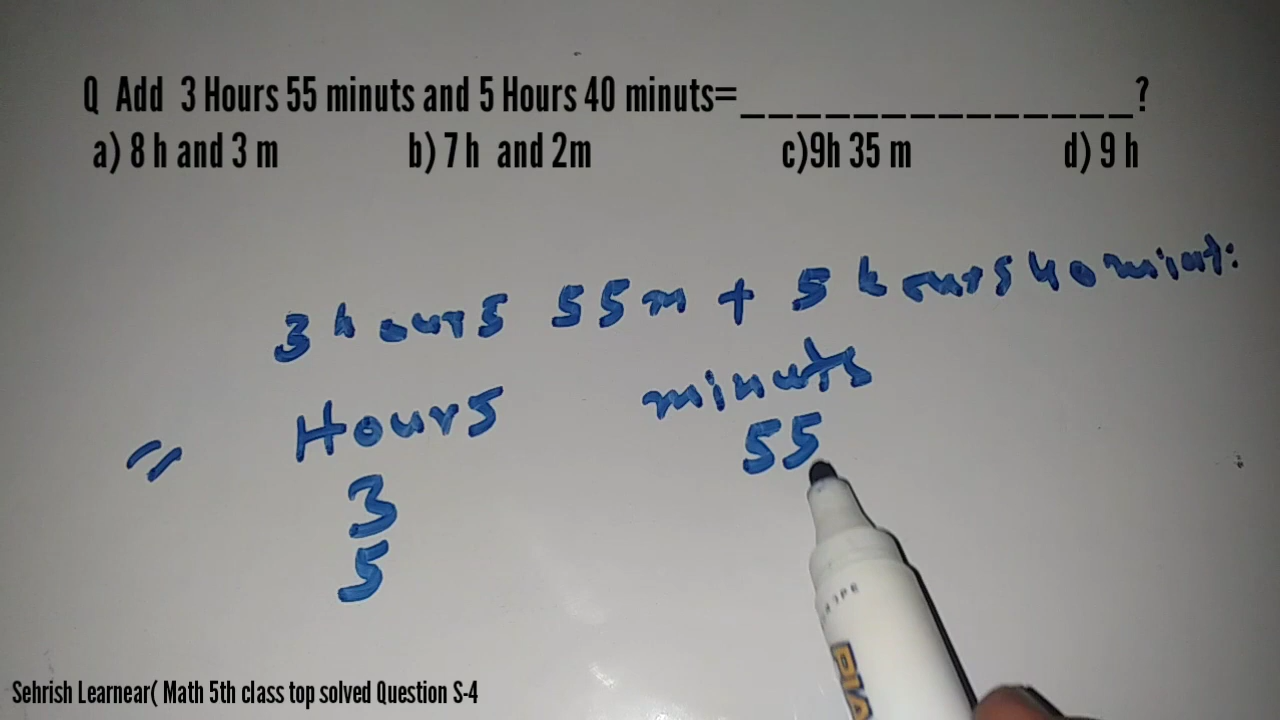 Q Add 3 Hours 55 minuts and 5 Hours 40 minuts=______________?
a) 8 h and 3 m b) 7 h and 2m c)9h 35 m d) 9 h
3 hours 55m + 5 hours 40
= Hours minuts
3 55
5
Sehrish Learnear( Math 5th class top solved Question S-4